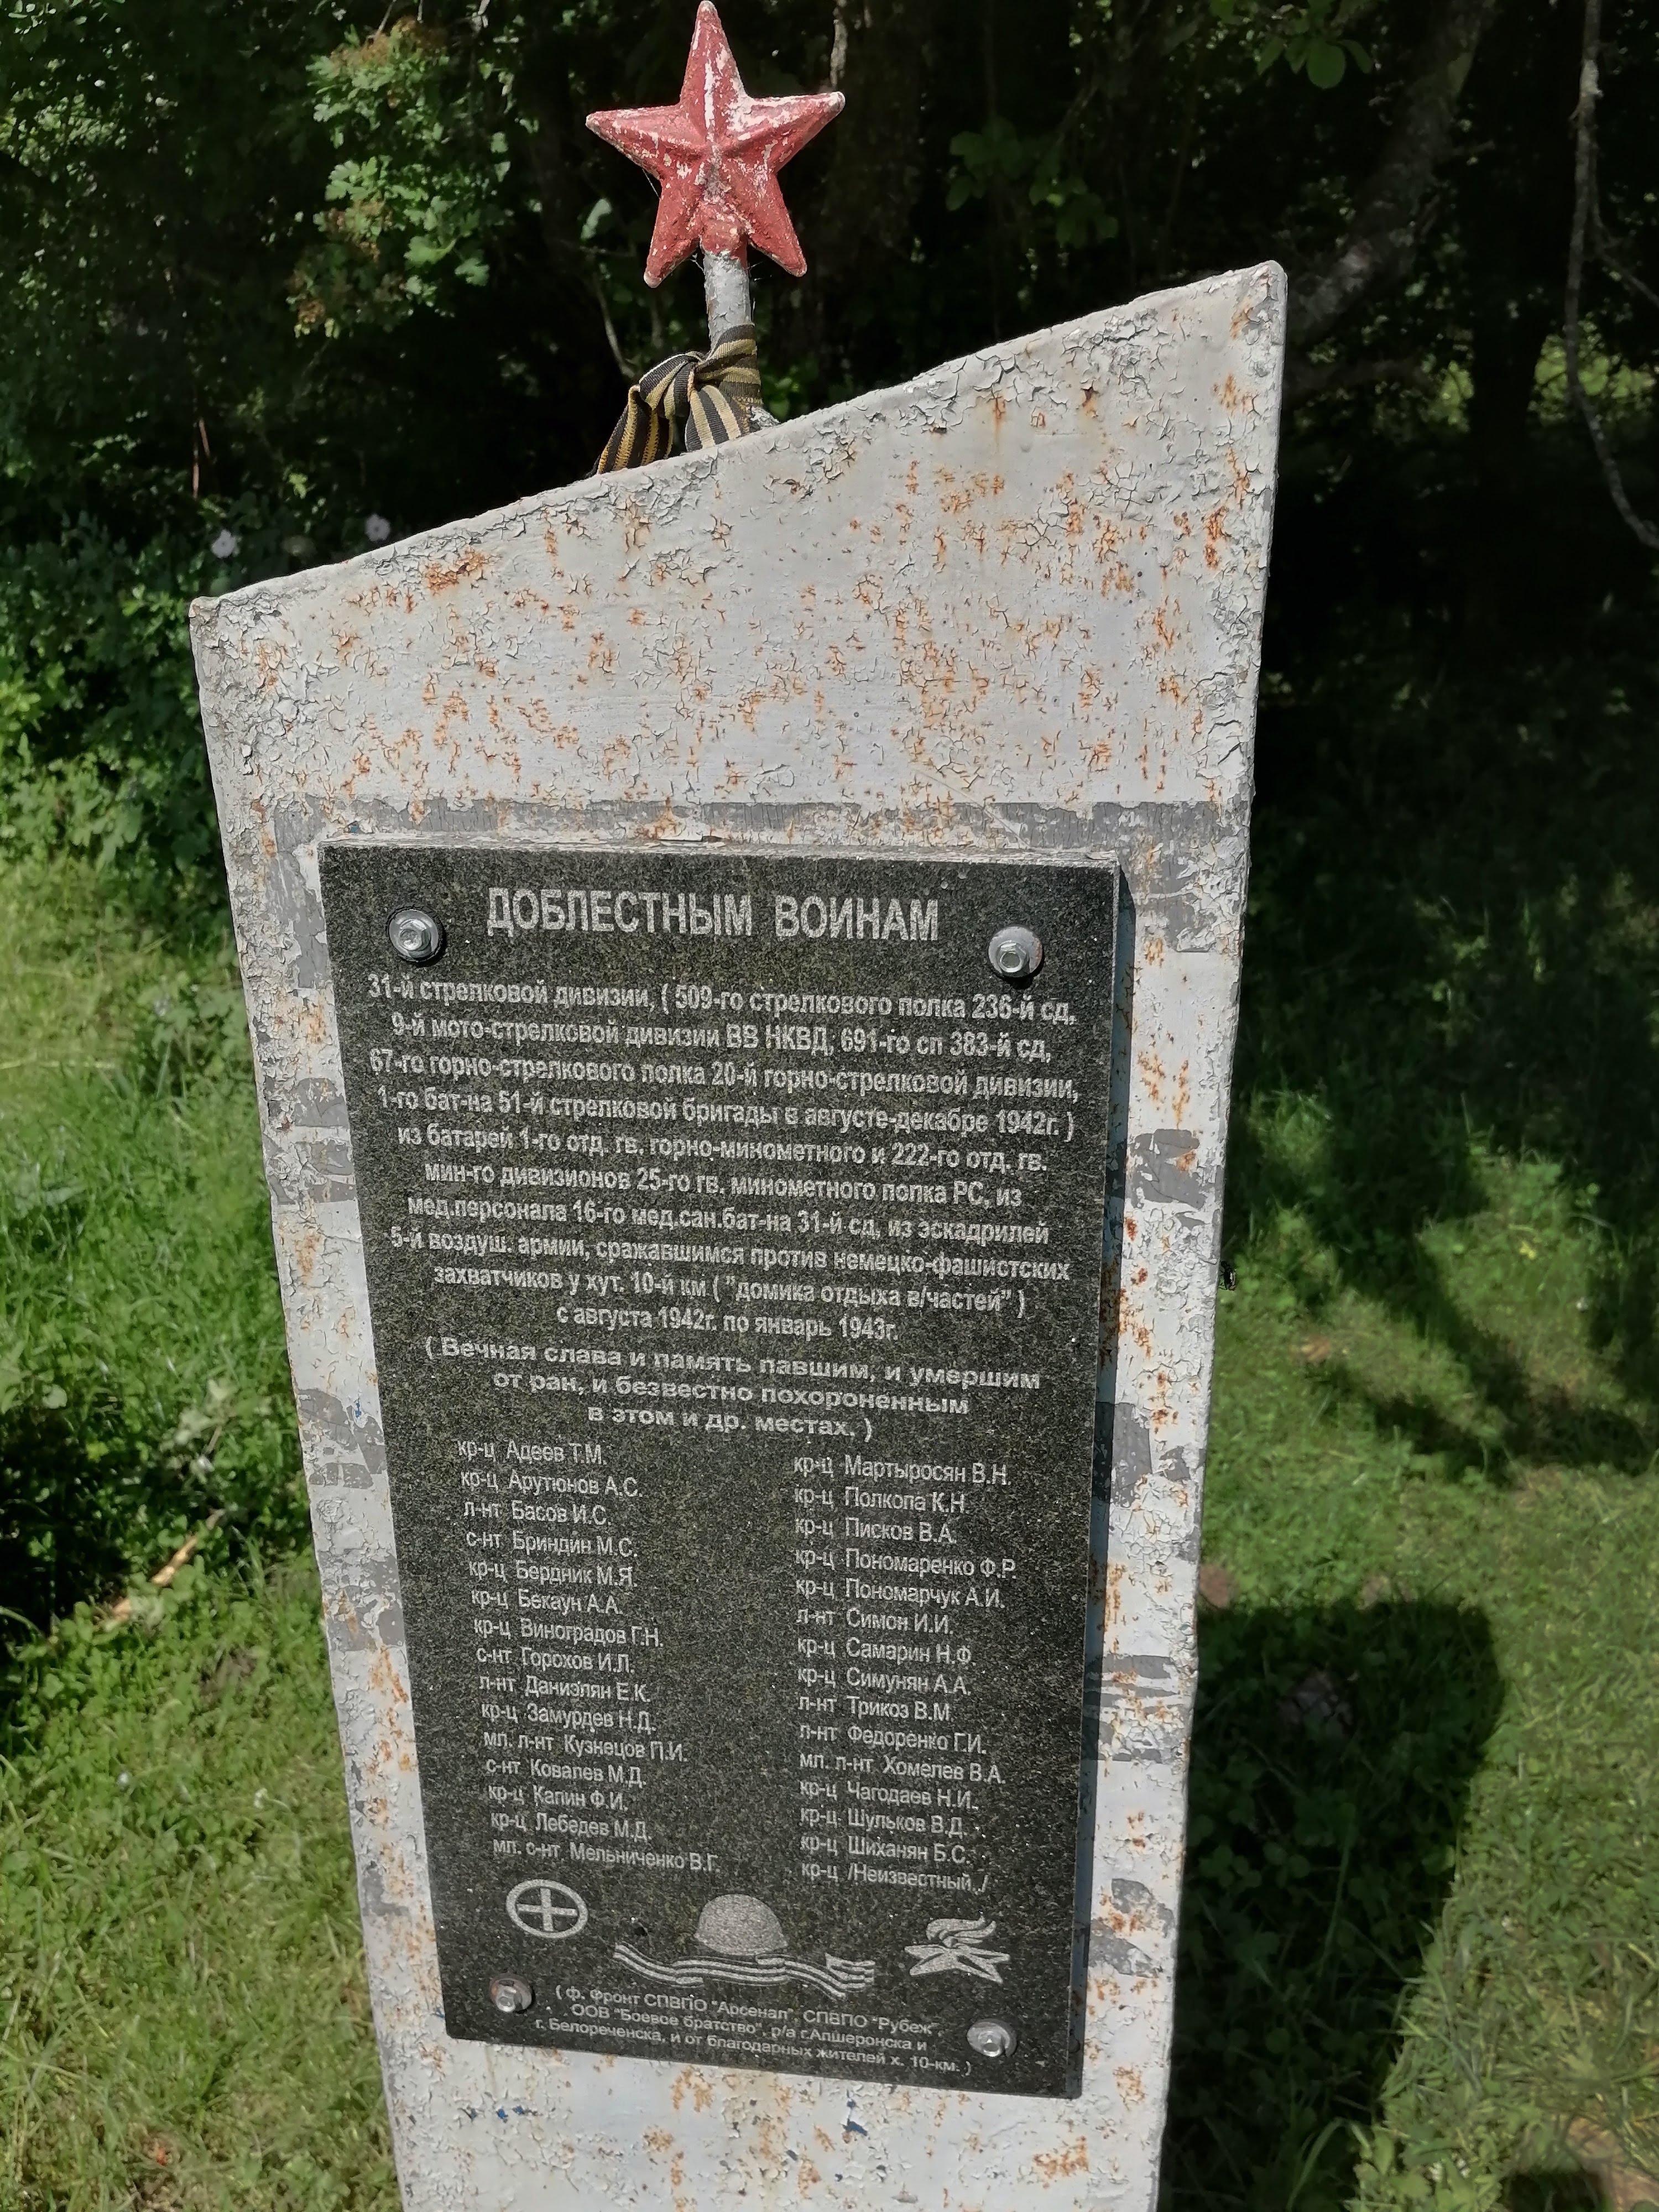 ДОБЛЕСТНЫМ ВОИНАМ
31-й стрелковой дивизии, ( 509-го стрелкового полка 236-й сд,
9-й мото-стрелковой дивизии ВВ НКВД, 691-го сп 383-й сд,
67-го горно-стрелкового полка 20-й горно-стрелковой дивизии,
1-го бат-на 51-й стрелковой бригады в августе-декабре 1942г. )
из батарей 1-го отд. гв. горно-минометного и 222-го отд. гв.
мин-го дивизионов 25-го гв. минометного полка РС, из
мед.персонала 16-го мед.сан.бат-на 31-й сд, из эскадрилей
5-й воздуш. армии, сражавшимся против немецко-фашистских
захватчиков у хут. 10-й км ( "домика отдыха в/частей" )
с августа 1942г. по январь 1943г.
( Вечная слава и память павшим, и умершим
от ран, и безвестно похороненным
в этом и др. местах. )
кр-ц Адеев Т.М.
кр-ц Арутюнов А.С.
л-нт Басов И.С.
с-нт Бриндин М.С.
кр-ц Бердник М.Я.
кр-ц Бекаун А.А.
кр-ц Виноградов Г.Н.
с-нт Горохов И.Л.
л-нт Даниэлян Е.К.
кр-ц Замурдев Н.Д.
мл. л-нт Кузнецов П.И.
с-нт Ковалев М.Д.
кр-ц Капин Ф.И.
кр-ц Лебедев М.Д.
мл. с-нт Мельниченко В.Г.
кр-ц Мартыросян В.Н.
кр-ц Полкопа К.Н.
кр-ц Писков В.А.
кр-ц Пономаренко Ф.Р.
кр-ц Пономарчук А.И.
л-нт Симон И.И.
кр-ц Самарин Н.Ф.
кр-ц Симунян А.А.
л-нт Трикоз В.М.
л-нт Федоренко Г.И.
мл. л-нт Хомелев В.А.
кр-ц Чагодаев Н.И.
кр-ц Шульков В.Д.
кр-ц Шиханян Б.С.
кр-ц /Неизвестный../
( ф. Фронт СПВПО "Арсенал", СПВПО "Рубеж",
ООВ "Боевое братство", р/а г.Апшеронска и
г. Белореченска, и от благодарных жителей х. 10-км. )